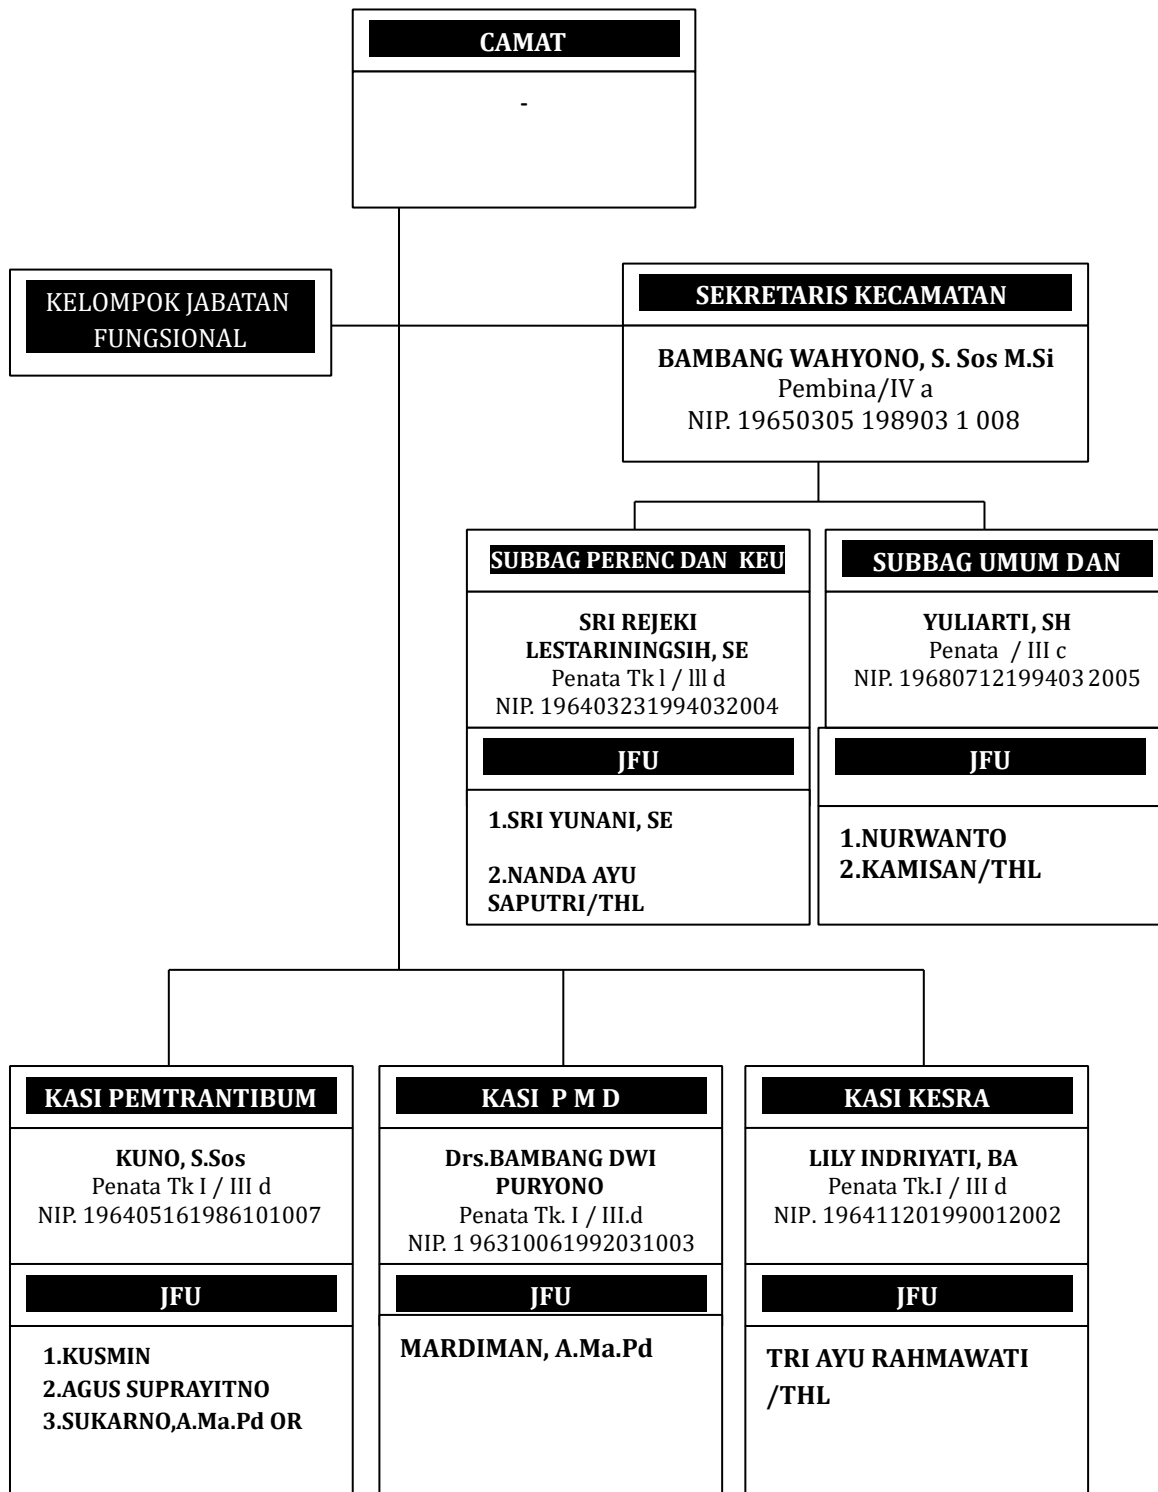 CAMAT
-
KELOMPOK JABATAN
FUNGSIONAL
SEKRETARIS KECAMATAN
BAMBANG WAHYONO, S. Sos M.Si
Pembina/IV a
NIP. 19650305 198903 1 008
SUBBAG PERENC DAN  KEU
SRI REJEKI
LESTARININGSIH, SE
Penata Tk l / lll d
NIP. 196403231994032004
JFU
1.SRI YUNANI, SE
2.NANDA AYU
SAPUTRI/THL
SUBBAG UMUM DAN
YULIARTI, SH
Penata  / III c
NIP. 19680712199403 2005
JFU
1.NURWANTO
2.KAMISAN/THL
KASI PEMTRANTIBUM
KUNO, S.Sos
Penata Tk I / III d
NIP. 196405161986101007
JFU
1.KUSMIN
2.AGUS SUPRAYITNO
3.SUKARNO,A.Ma.Pd OR
KASI  P M D
Drs.BAMBANG DWI
PURYONO
Penata Tk. I / III.d
NIP. 1 96310061992031003
JFU
MARDIMAN, A.Ma.Pd
KASI KESRA
LILY INDRIYATI, BA
Penata Tk.I / III d
NIP. 196411201990012002
JFU
TRI AYU RAHMAWATI
/THL